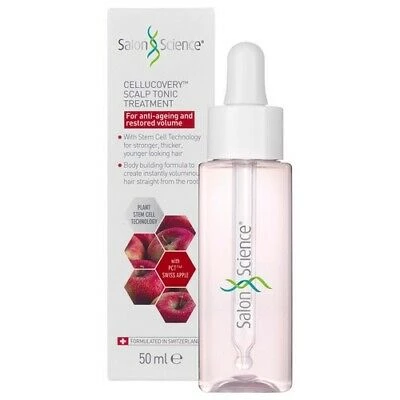 Salon Science®
CELLUCOVERY™
SCALP TONIC
TREATMENT
For anti-ageing and
restored volume
• With Stem Cell Technology
for stronger, thicker,
younger looking hair
• Body building formula to
create instantly voluminous
hair straight from the root
PLANT
STEM CELL
TECHNOLOGY
with
PCT™
SWISS APPLE
FORMULATED IN SWITZERLAND
50 ml e
Salon Science®